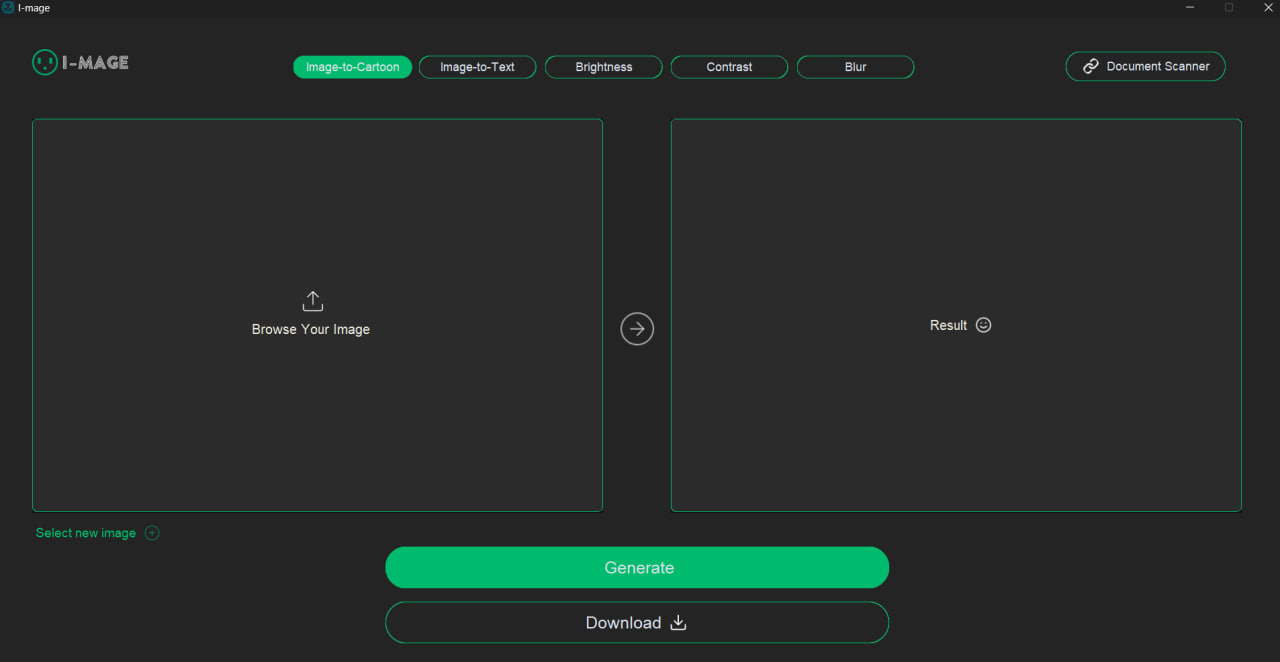 I-mage
I-MAGE
Image-to-Cartoon
Image-to-Text
Brightness
Contrast
Blur
Document Scanner
Browse Your Image
Result
Select new image
Generate
Download